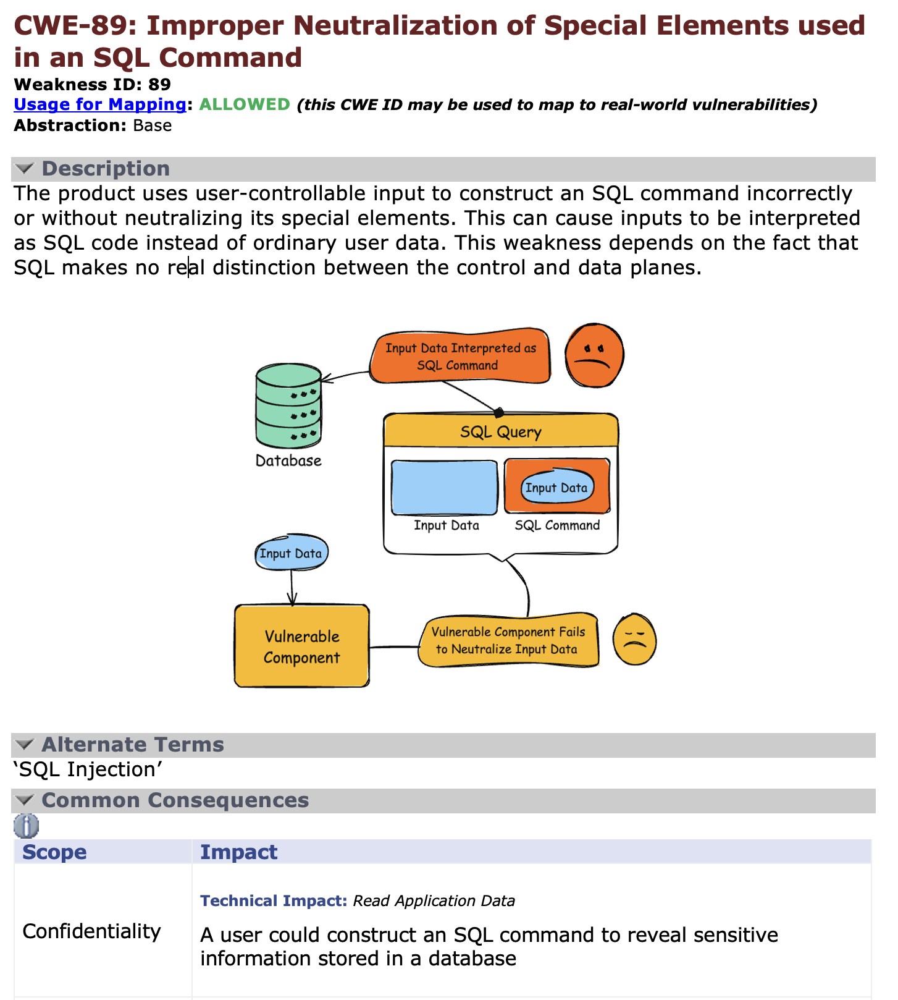 CWE-89: Improper Neutralization of Special Elements used
in an SQL Command
Weakness ID: 89
Usage for Mapping: ALLOWED (this CWE ID may be used to map to real-world vulnerabilities)
Abstraction: Base
Description
The product uses user-controllable input to construct an SQL command incorrectly
or without neutralizing its special elements. This can cause inputs to be interpreted
as SQL code instead of ordinary user data. This weakness depends on the fact that
SQL makes no real distinction between the control and data planes.
Input Data Interpreted as
SQL Command
Database
SQL Query
Input Data
Input Data
SQL Command
Input Data
Vulnerable
Component
Vulnerable Component Fails
to Neutralize Input Data
Alternate Terms
‘SQL Injection’
Common Consequences
Scope
Impact
Confidentiality
Technical Impact: Read Application Data
A user could construct an SQL command to reveal sensitive
information stored in a database